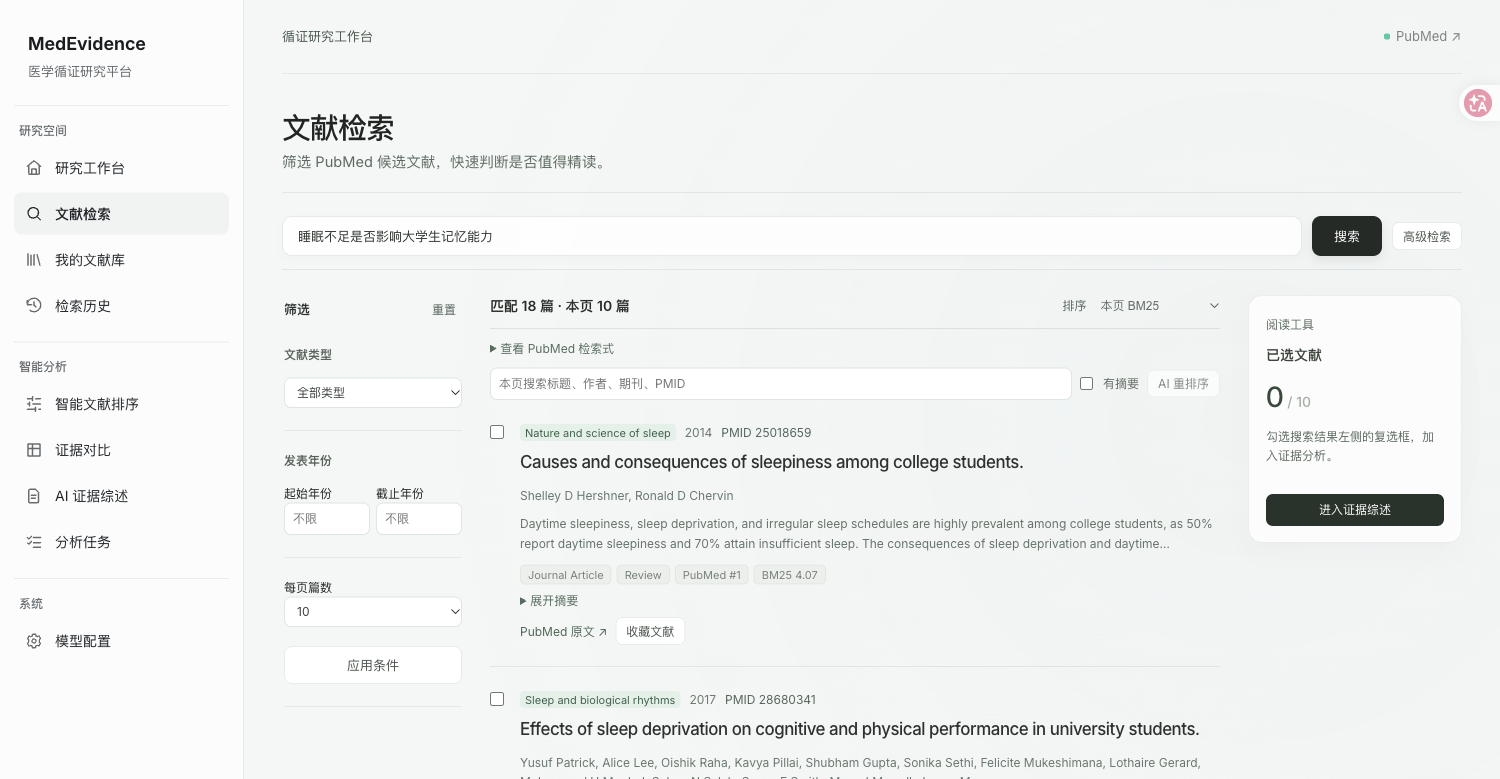 MedEvidence
医学循证研究平台
研究空间
研究工作台
文献检索
我的文献库
检索历史
智能分析
智能文献排序
证据对比
AI 证据综述
分析任务
系统
模型配置
循证研究工作台
PubMed ↗
文献检索
筛选 PubMed 候选文献，快速判断是否值得精读。
睡眠不足是否影响大学生记忆能力
搜索
高级检索
筛选
重置
文献类型
全部类型
发表年份
起始年份 截止年份
不限 不限
每页篇数
10
应用条件
匹配 18 篇 · 本页 10 篇
排序 本页 BM25
查看 PubMed 检索式
本页搜索标题、作者、期刊、PMID
有摘要
AI 重排序
Nature and science of sleep 2014 PMID 25018659
Causes and consequences of sleepiness among college students.
Shelley D Hershner, Ronald D Chervin
Daytime sleepiness, sleep deprivation, and irregular sleep schedules are highly prevalent among college students, as 50%
report daytime sleepiness and 70% attain insufficient sleep. The consequences of sleep deprivation and daytime...
Journal Article Review PubMed #1 BM25 4.07
展开摘要
PubMed 原文 ↗ 收藏文献
Sleep and biological rhythms 2017 PMID 28680341
Effects of sleep deprivation on cognitive and physical performance in university students.
Yusuf Patrick, Alice Lee, Oishik Raha, Kavya Pillai, Shubham Gupta, Sonika Sethi, Felicite Mukeshimana, Lothaire Gerard,
阅读工具
已选文献
0 / 10
勾选搜索结果左侧的复选框，加
入证据分析。
进入证据综述